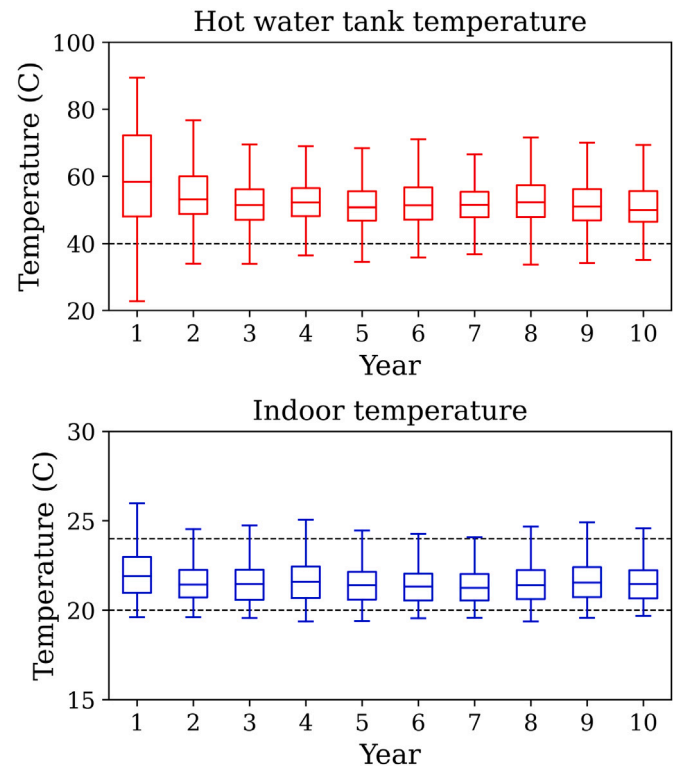 Hot water tank temperature
Temperature (C)
100
80
60
40
20
1 2 3 4 5 6 7 8 9 10
Year
Indoor temperature
Temperature (C)
30
25
20
15
1 2 3 4 5 6 7 8 9 10
Year